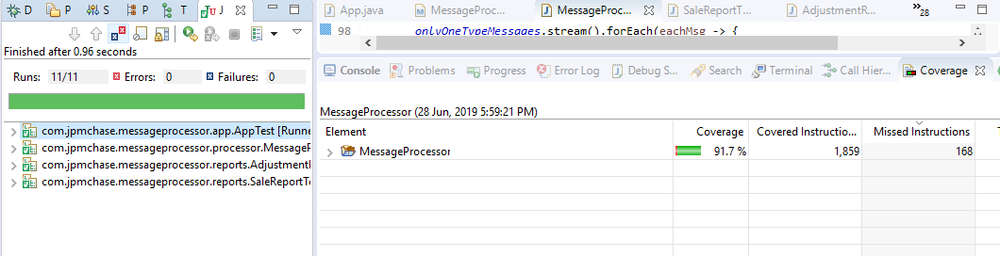 D P S P T J
Finished after 0.96 seconds
Runs: 11/11 Errors: 0 Failures: 0
com.jpmchase.messageprocessor.app.AppTest [Runne
com.jpmchase.messageprocessor.processor.MessageF
com.jpmchase.messageprocessor.reports.Adjustment
com.jpmchase.messageprocessor.reports.SaleReportTe
App.java MessageProc... MessageProc... SaleReportT... AdjustmentR... »28
98 onlyOneTypeMessages.stream().forEach(eachMsg -> {
Console Problems Progress Error Log Debug S... Search Terminal Call Hier... Coverage
MessageProcessor (28 Jun, 2019 5:59:21 PM)
Element Coverage Covered Instructio... Missed Instructions T
MessageProcessor 91.7 % 1,859 168